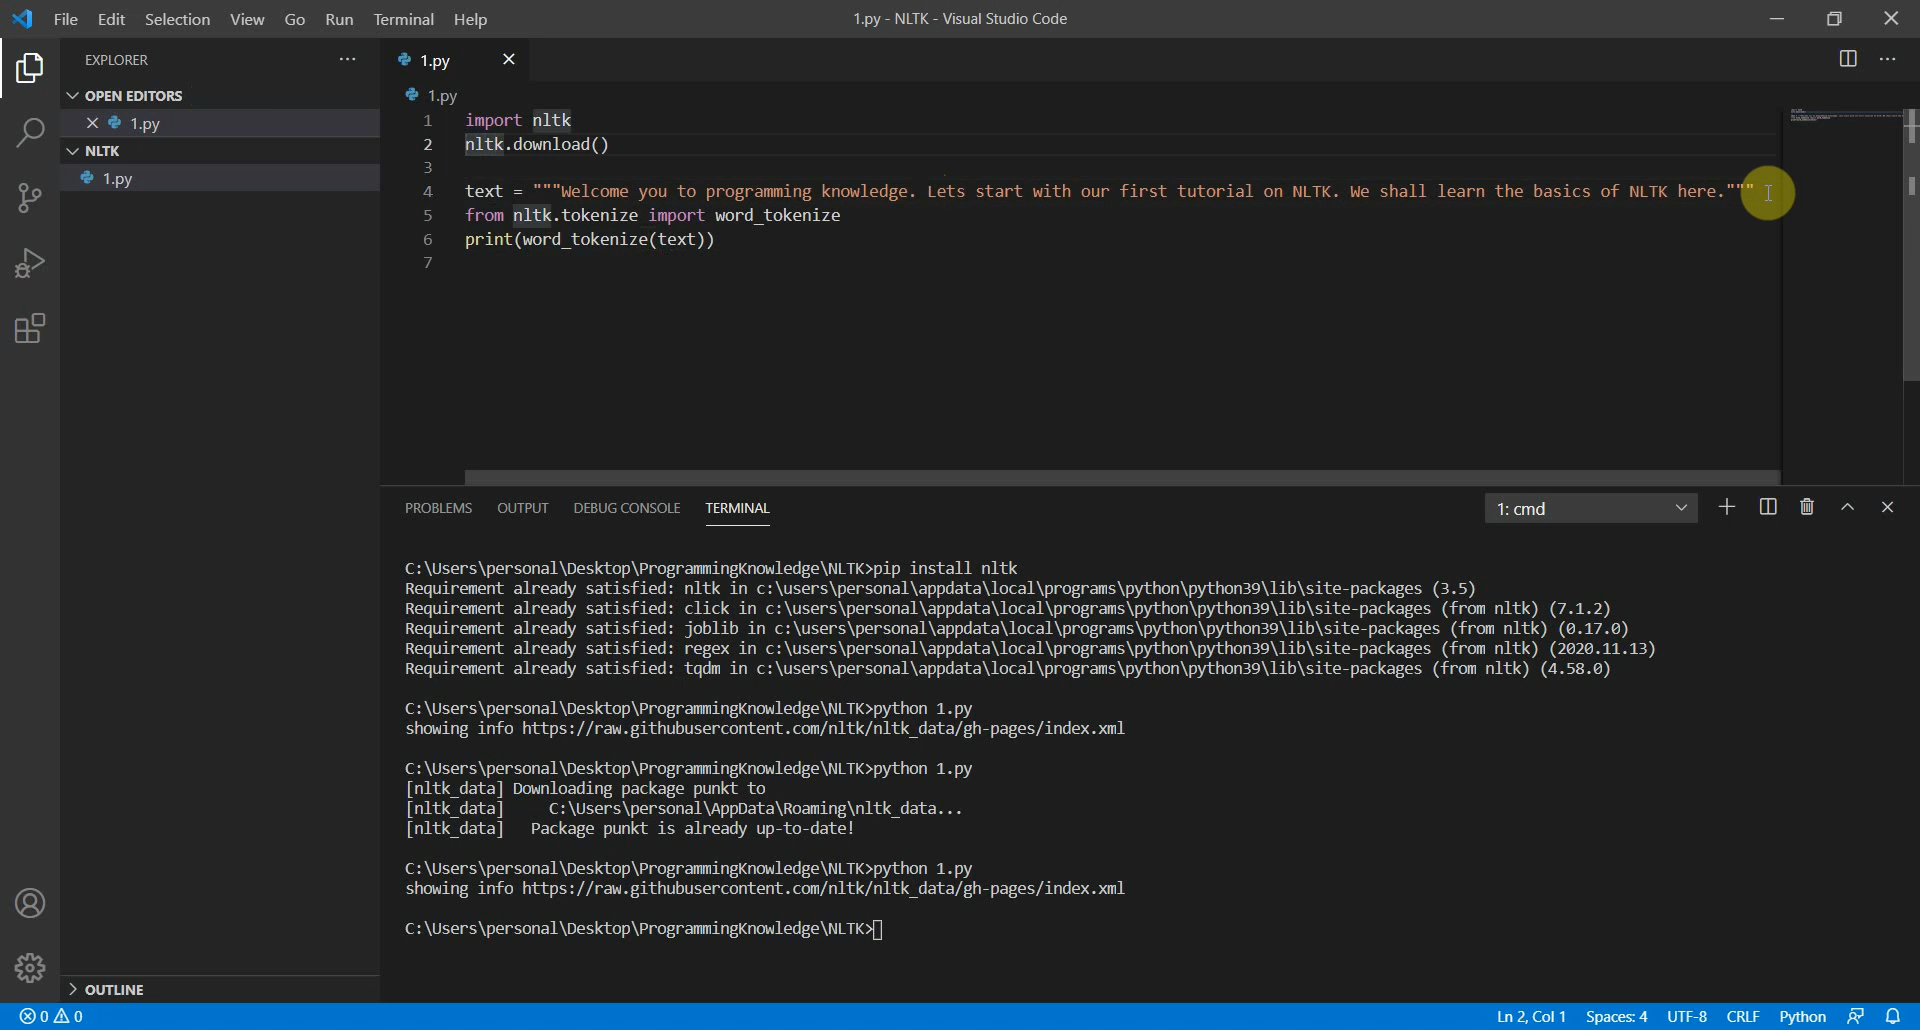 File Edit Selection View Go Run Terminal Help
1.py - NLTK - Visual Studio Code
EXPLORER
OPEN EDITORS
1.py
NLTK
1.py
OUTLINE
1.py
1.py
1 import nltk
2 nltk.download()
3
4 text = """Welcome you to programming knowledge. Lets start with our first tutorial on NLTK. We shall learn the basics of NLTK here."""
5 from nltk.tokenize import word_tokenize
6 print(word_tokenize(text))
7
PROBLEMS OUTPUT DEBUG CONSOLE TERMINAL
1: cmd
C:\Users\personal\Desktop\ProgrammingKnowledge\NLTK>pip install nltk
Requirement already satisfied: nltk in c:\users\personal\appdata\local\programs\python\python39\lib\site-packages (3.5)
Requirement already satisfied: click in c:\users\personal\appdata\local\programs\python\python39\lib\site-packages (from nltk) (7.1.2)
Requirement already satisfied: joblib in c:\users\personal\appdata\local\programs\python\python39\lib\site-packages (from nltk) (0.17.0)
Requirement already satisfied: regex in c:\users\personal\appdata\local\programs\python\python39\lib\site-packages (from nltk) (2020.11.13)
Requirement already satisfied: tqdm in c:\users\personal\appdata\local\programs\python\python39\lib\site-packages (from nltk) (4.58.0)
C:\Users\personal\Desktop\ProgrammingKnowledge\NLTK>python 1.py
showing info https://raw.githubusercontent.com/nltk/nltk_data/gh-pages/index.xml
C:\Users\personal\Desktop\ProgrammingKnowledge\NLTK>python 1.py
[nltk_data] Downloading package punkt to
[nltk_data]     C:\Users\personal\AppData\Roaming\nltk_data...
[nltk_data]   Package punkt is already up-to-date!
C:\Users\personal\Desktop\ProgrammingKnowledge\NLTK>python 1.py
showing info https://raw.githubusercontent.com/nltk/nltk_data/gh-pages/index.xml
C:\Users\personal\Desktop\ProgrammingKnowledge\NLTK>
0 0
Ln 2, Col 1 Spaces: 4 UTF-8 CRLF Python